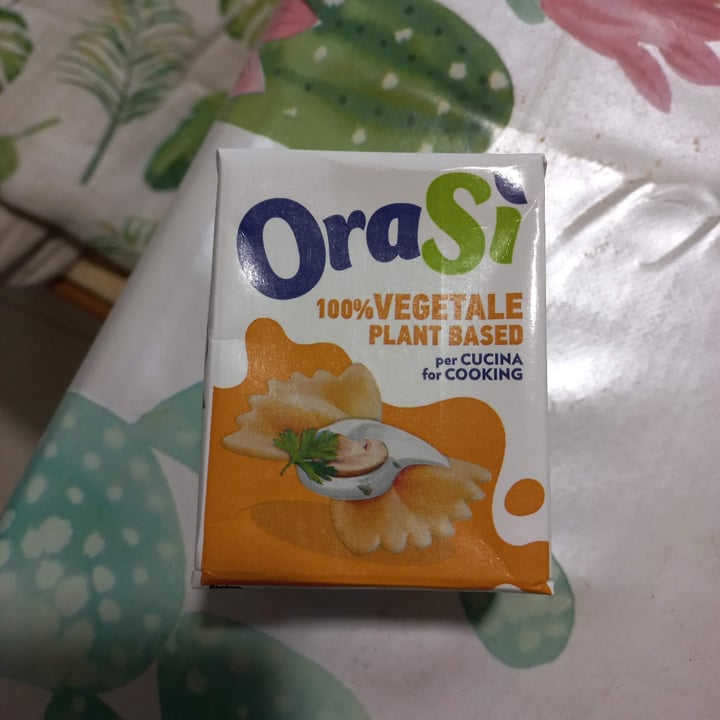 OraSì
100% VEGETALE
PLANT BASED
per CUCINA
for COOKING